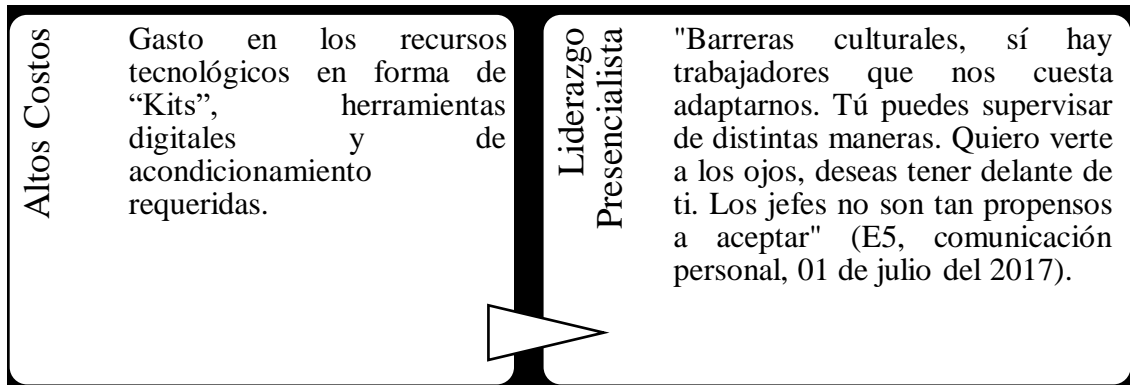 Altos Costos
Gasto en los recursos
tecnológicos en forma de
“Kits”, herramientas
digitales y de
acondicionamiento
requeridas.
Liderazgo
Presencialista
"Barreras culturales, sí hay
trabajadores que nos cuesta
adaptarnos. Tú puedes supervisar
de distintas maneras. Quiero verte
a los ojos, deseas tener delante de
ti. Los jefes no son tan propensos
a aceptar" (E5, comunicación
personal, 01 de julio del 2017).